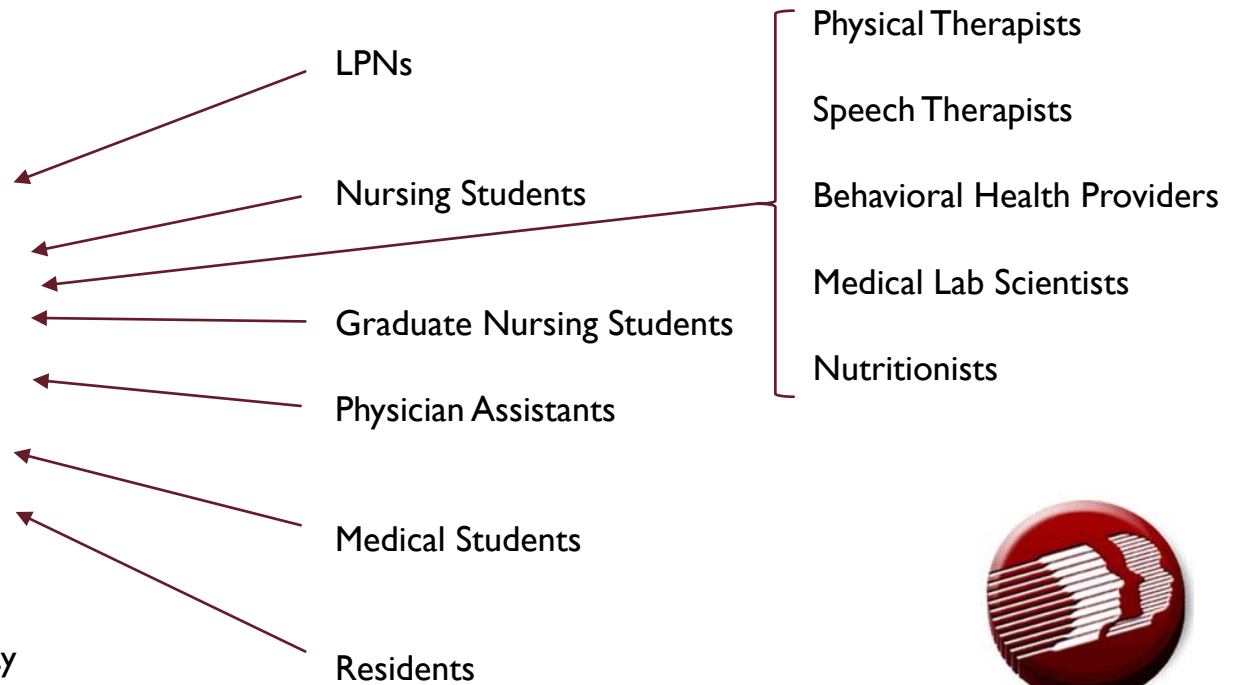 LPNs
Nursing Students
Graduate Nursing Students
Physician Assistants
Medical Students
Residents
Physical Therapists
Speech Therapists
Behavioral Health Providers
Medical Lab Scientists
Nutritionists